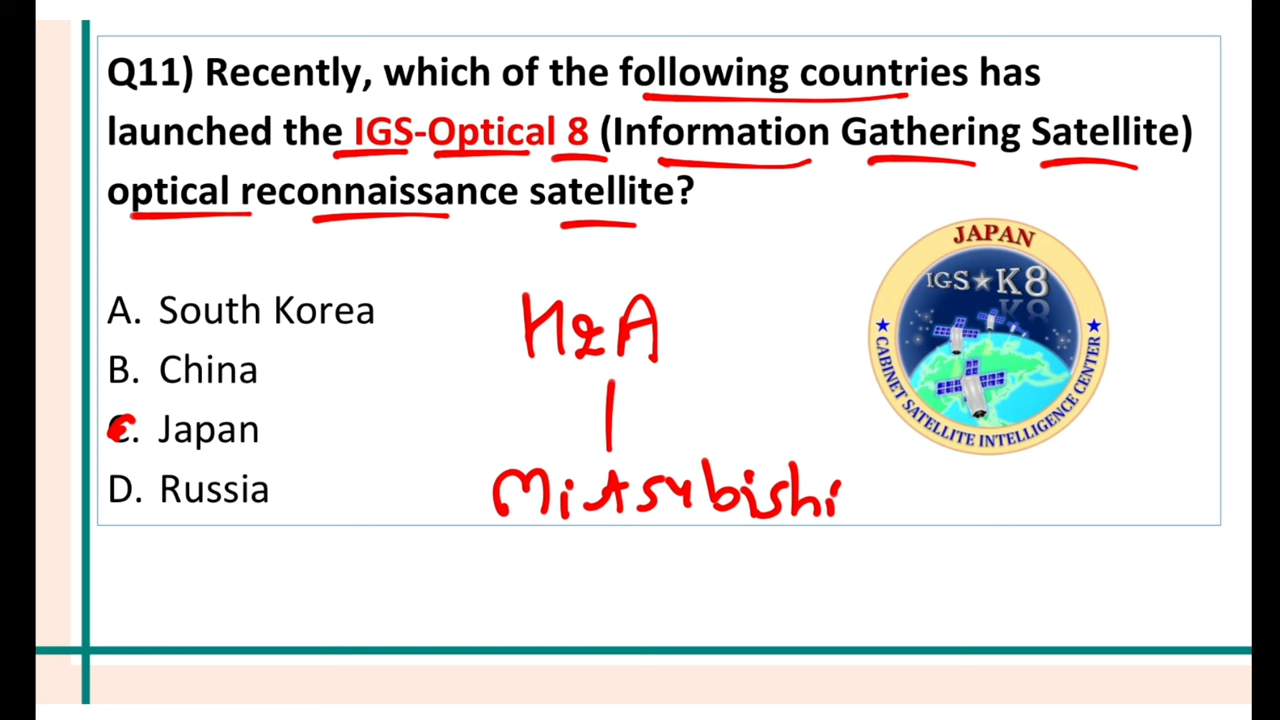 Q11) Recently, which of the following countries has
launched the IGS-Optical 8 (Information Gathering Satellite)
optical reconnaissance satellite?
A. South Korea
B. China
C. Japan
D. Russia
H2A
Mitsubishi
JAPAN
IGS★K8
★ CABINET SATELLITE INTELLIGENCE CENTER ★